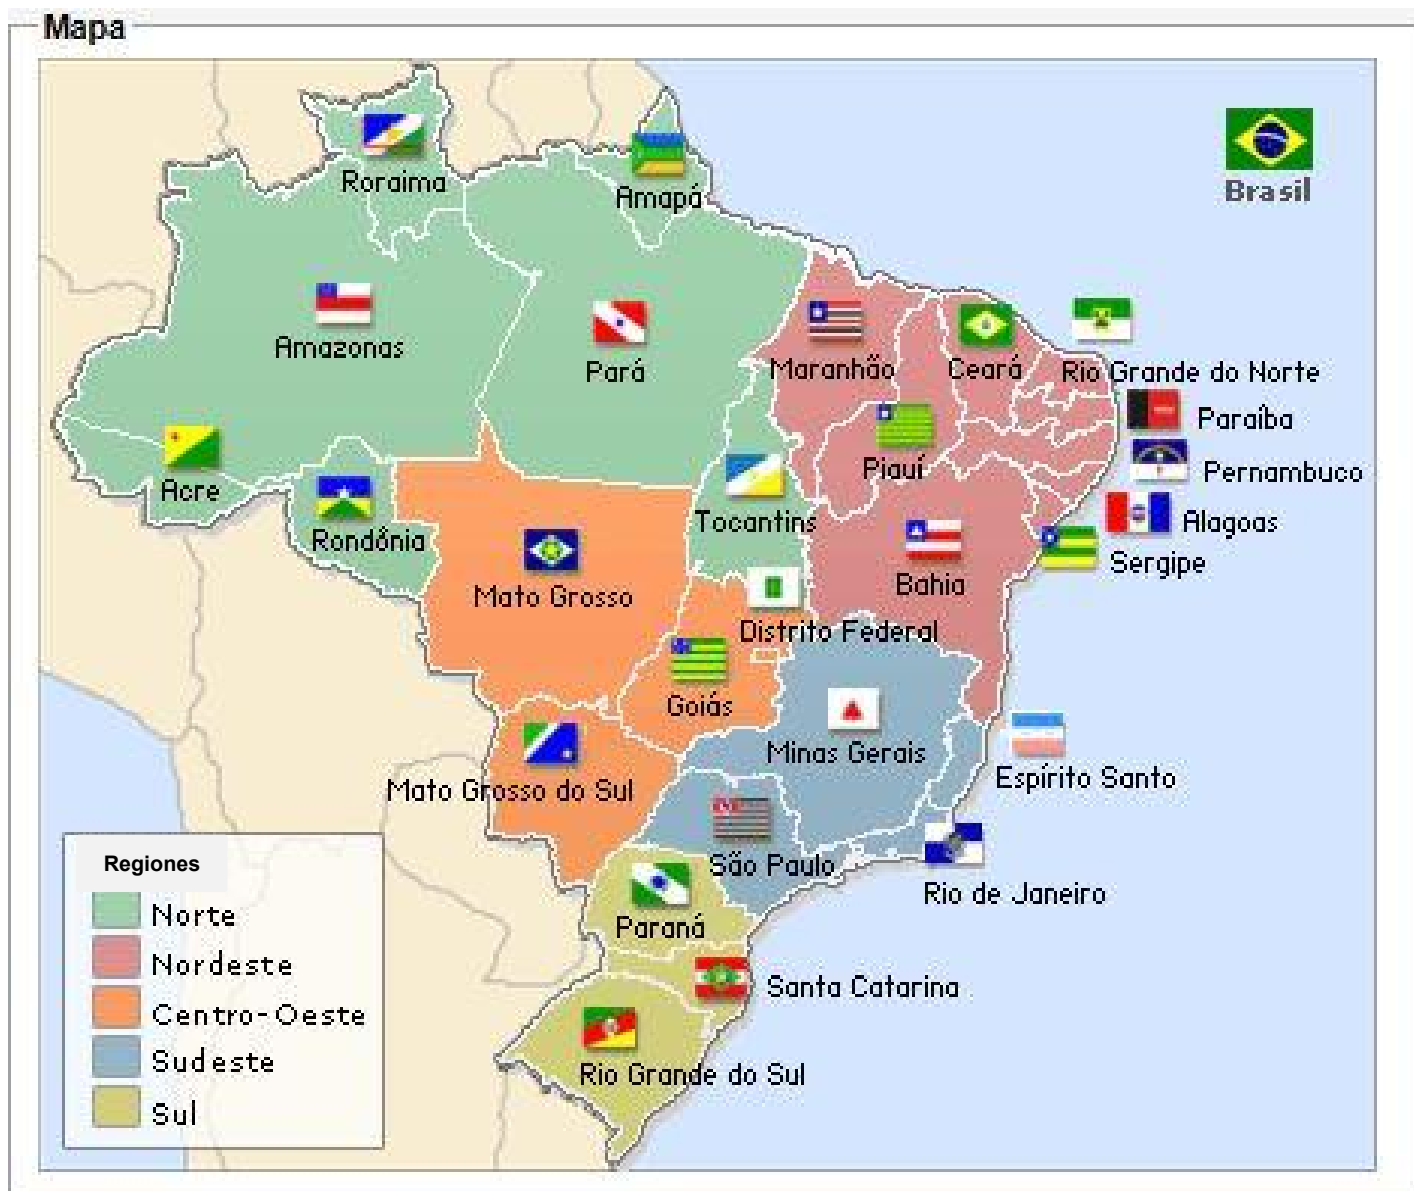 Mapa
Brasil
Roraima
Amapá
Amazonas
Pará
Maranhão
Ceará
Rio Grande do Norte
Paraíba
Piauí
Pernambuco
Acre
Rondônia
Tocantins
Alagoas
Sergipe
Mato Grosso
Bahia
Distrito Federal
Goiás
Minas Gerais
Espírito Santo
Mato Grosso do Sul
São Paulo
Rio de Janeiro
Paraná
Santa Catarina
Rio Grande do Sul
Regiones
Norte
Nordeste
Centro-Oeste
Sudeste
Sul